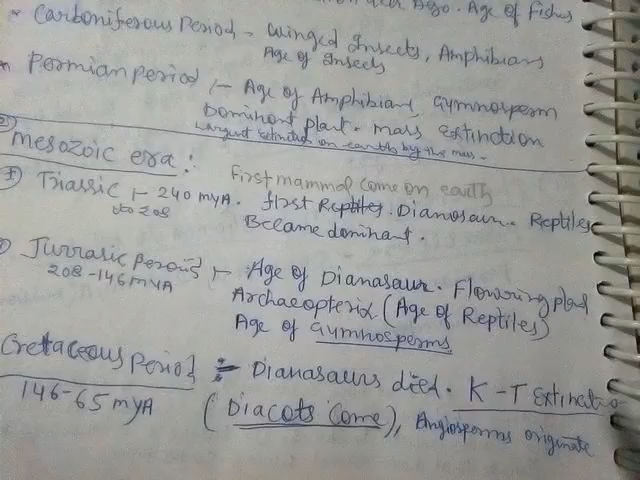 Age of Fishes
Carboniferous Period - Winged Insects, Amphibians
Age of Insects
Permian period :- Age of Amphibian, Gymnosperm
Dominant plant. mass Extinction
Largest extinction on earth by the mass.
Mesozoic era :
First mammal come on earth
I) Triassic :- 240 mya. first Reptiles. Dianosaur. Reptiles
to 208
Became dominant.
Jurrasic Period :- Age of Dianasaur. Flowering plant
208-146 mYA
Archaeopterix (Age of Reptiles)
Age of Gymnosperms
Cretaceous Period :- Dianasaurs died. K-T Extinction
146-65 mYA
(Diacots Come), Angiosperms originate